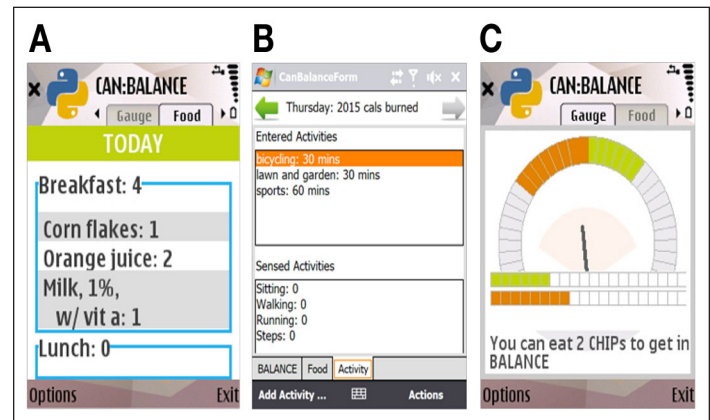 A
CAN:BALANCE
Gauge Food
TODAY
Breakfast: 4
Corn flakes: 1
Orange juice: 2
Milk, 1%,
w/ vit a: 1
Lunch: 0
Options Exit
B
CanBalanceForm
Thursday: 2015 cals burned
Entered Activities
bicycling: 30 mins
lawn and garden: 30 mins
sports: 60 mins
Sensed Activities
Sitting: 0
Walking: 0
Running: 0
Steps: 0
BALANCE Food Activity
Add Activity ... Actions
C
CAN:BALANCE
Gauge Food
You can eat 2 CHIPs to get in
BALANCE
Options Exit